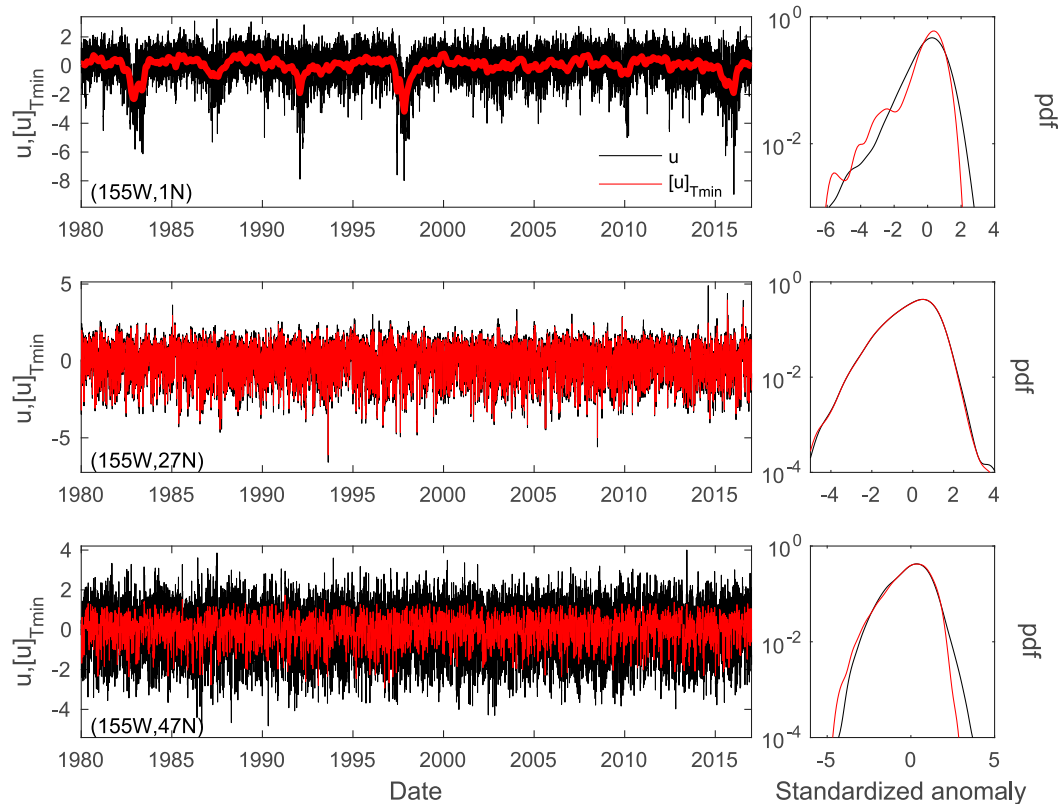 2
0
-2
-4
-6
-8
u,[u]Tmin
(155W,1N)
u
[u]Tmin
1980 1985 1990 1995 2000 2005 2010 2015
10^0
10^-2
-6 -4 -2 0 2 4
pdf
5
0
-5
u,[u]Tmin
(155W,27N)
1980 1985 1990 1995 2000 2005 2010 2015
10^0
10^-2
10^-4
-4 -2 0 2 4
pdf
4
2
0
-2
-4
u,[u]Tmin
(155W,47N)
1980 1985 1990 1995 2000 2005 2010 2015
Date
10^0
10^-2
10^-4
-5 0 5
pdf
Standardized anomaly